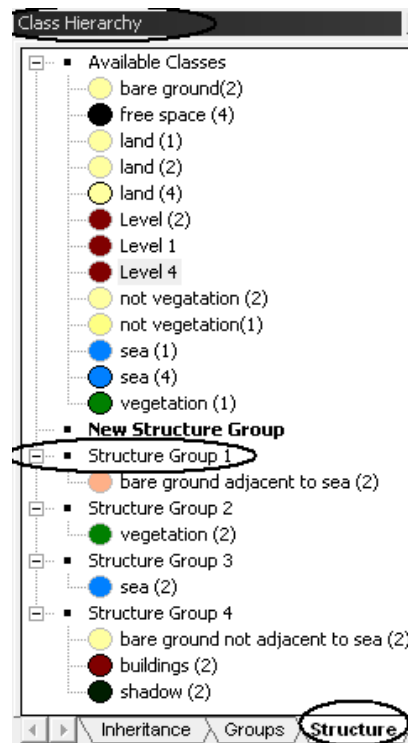 Class Hierarchy
Available Classes
bare ground(2)
free space (4)
land (1)
land (2)
land (4)
Level (2)
Level 1
Level 4
not vegatation (2)
not vegetation(1)
sea (1)
sea (4)
vegetation (1)
New Structure Group
Structure Group 1
bare ground adjacent to sea (2)
Structure Group 2
vegetation (2)
Structure Group 3
sea (2)
Structure Group 4
bare ground not adjacent to sea (2)
buildings (2)
shadow (2)
Inheritance Groups Structure